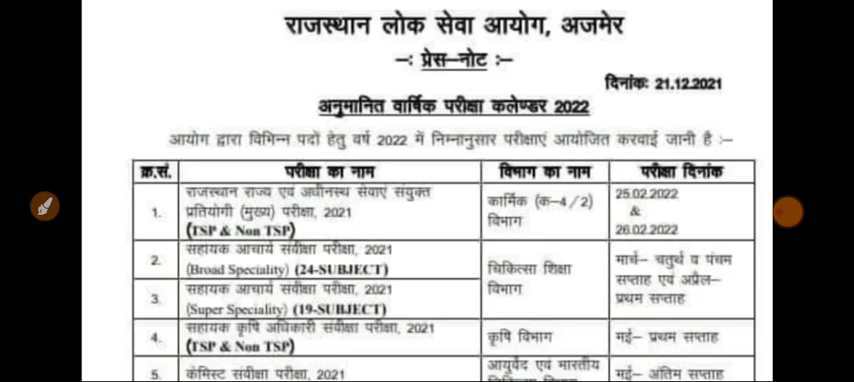 राजस्थान लोक सेवा आयोग, अजमेर
–: प्रेस–नोट :–
दिनांकः 21.12.2021
अनुमानित वार्षिक परीक्षा कलेण्डर 2022
आयोग द्वारा विभिन्न पदों हेतु वर्ष 2022 में निम्नानुसार परीक्षाएं आयोजित करवाई जानी है :–
क्र.सं. परीक्षा का नाम विभाग का नाम परीक्षा दिनांक
1. राजस्थान राज्य एवं अधीनस्थ सेवाएं संयुक्त
प्रतियोगी (मुख्य) परीक्षा, 2021
(TSP & Non TSP)
कार्मिक (क–4/2)
विभाग
25.02.2022
&
26.02.2022
2. सहायक आचार्य संवीक्षा परीक्षा, 2021
(Broad Speciality) (24-SUBJECT)
3. सहायक आचार्य संवीक्षा परीक्षा, 2021
(Super Speciality) (19-SUBJECT)
चिकित्सा शिक्षा
विभाग
मार्च– चतुर्थ व पंचम
सप्ताह एवं अप्रैल–
प्रथम सप्ताह
4. सहायक कृषि अधिकारी संवीक्षा परीक्षा, 2021
(TSP & Non TSP)
कृषि विभाग
मई– प्रथम सप्ताह
5. केमिस्ट संवीक्षा परीक्षा, 2021
आयुर्वेद एवं भारतीय
मई– अंतिम सप्ताह